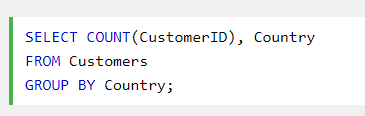 SELECT COUNT(CustomerID), Country
FROM Customers
GROUP BY Country;